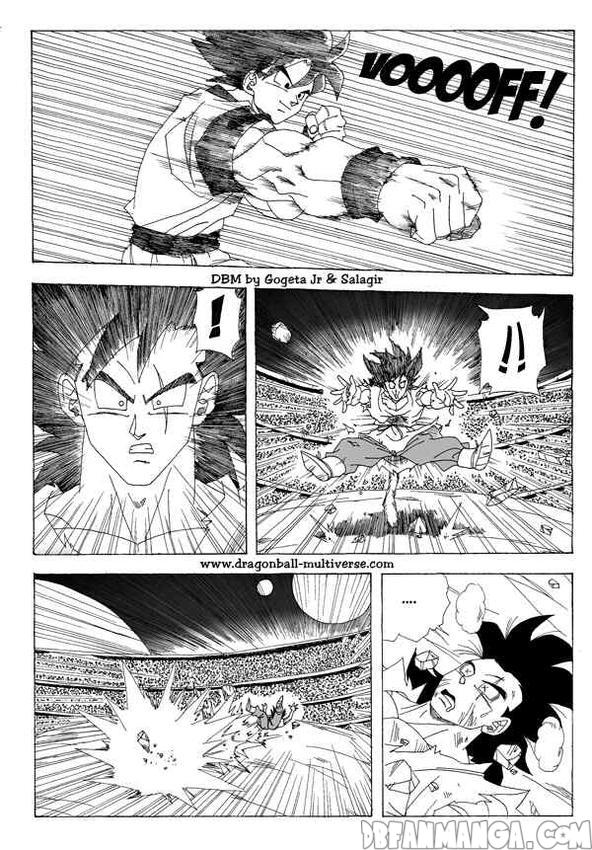 VOOOOFF!
DBM by Gogeta Jr & Salagir
!
!!
www.dragonball-multiverse.com
....
DBFANMANGA.COM